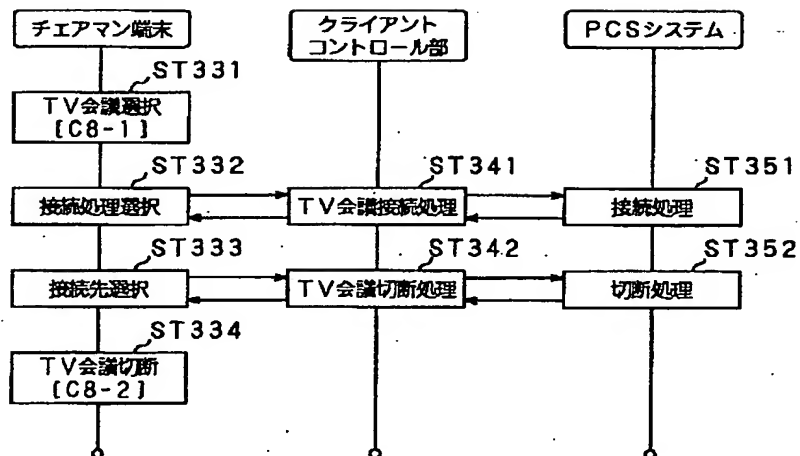 チェアマン端末
クライアント
コントロール部
PCSシステム
ST331
TV会議選択
[C8-1]
ST332
ST341
ST351
接続処理選択
TV会議接続処理
接続処理
ST333
ST342
ST352
接続先選択
TV会議切断処理
切断処理
ST334
TV会議切断
[C8-2]